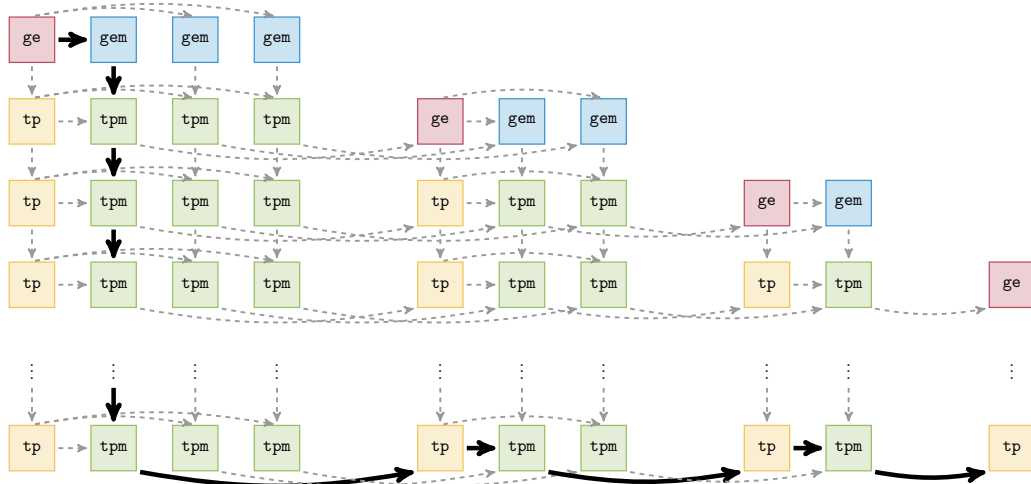 ge gem gem gem
tp tpm tpm tpm ge gem gem
tp tpm tpm tpm tp tpm tpm ge gem
tp tpm tpm tpm tp tpm tpm tp tpm ge
⋮ ⋮ ⋮ ⋮ ⋮ ⋮ ⋮ ⋮ ⋮ ⋮
tp tpm tpm tpm tp tpm tpm tp tpm tp